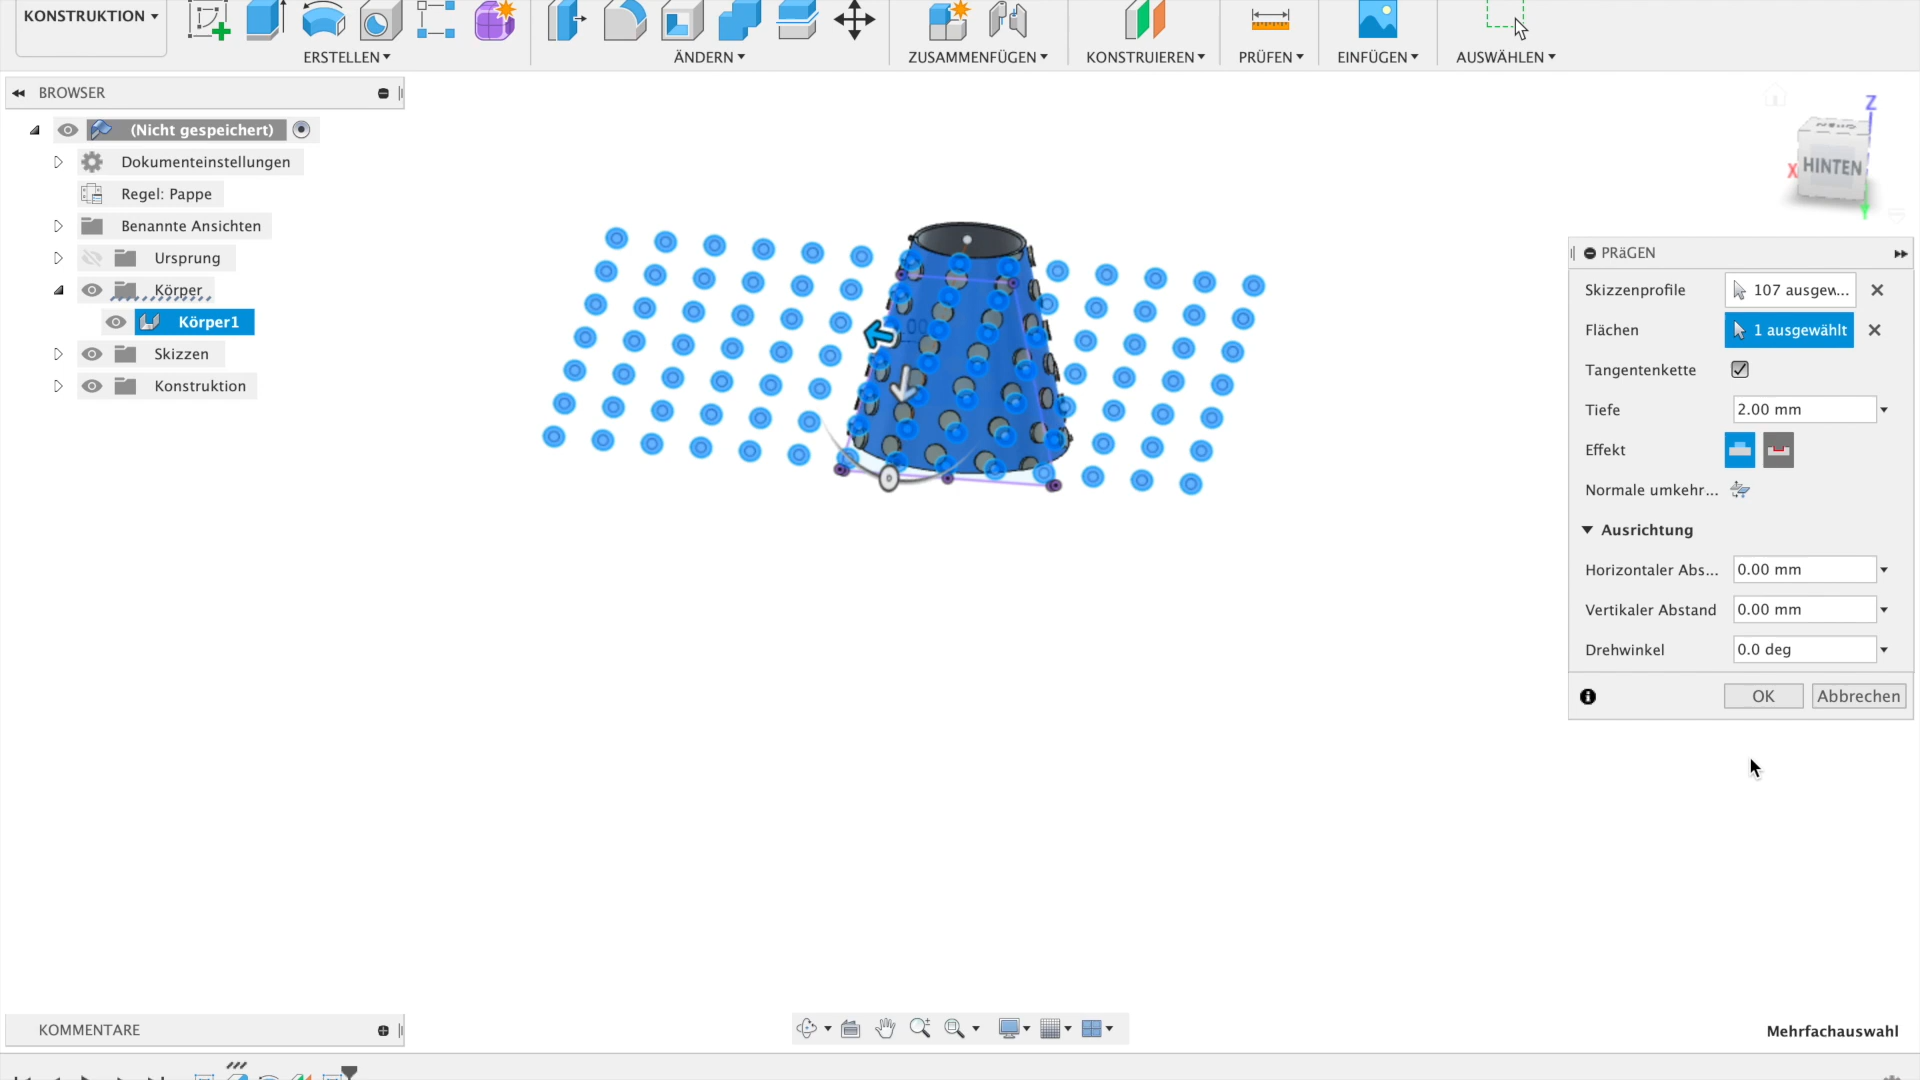 KONSTRUKTION
ERSTELLEN
ÄNDERN
ZUSAMMENFÜGEN
KONSTRUIEREN
PRÜFEN
EINFÜGEN
AUSWÄHLEN
BROWSER
(Nicht gespeichert)
Dokumenteinstellungen
Regel: Pappe
Benannte Ansichten
Ursprung
Körper
Körper1
Skizzen
Konstruktion
Z
X
HINTEN
PRäGEN
Skizzenprofile
107 ausgew...
Flächen
1 ausgewählt
Tangentenkette
Tiefe
2.00 mm
Effekt
Normale umkehr...
Ausrichtung
Horizontaler Abs...
0.00 mm
Vertikaler Abstand
0.00 mm
Drehwinkel
0.0 deg
OK
Abbrechen
KOMMENTARE
Mehrfachauswahl